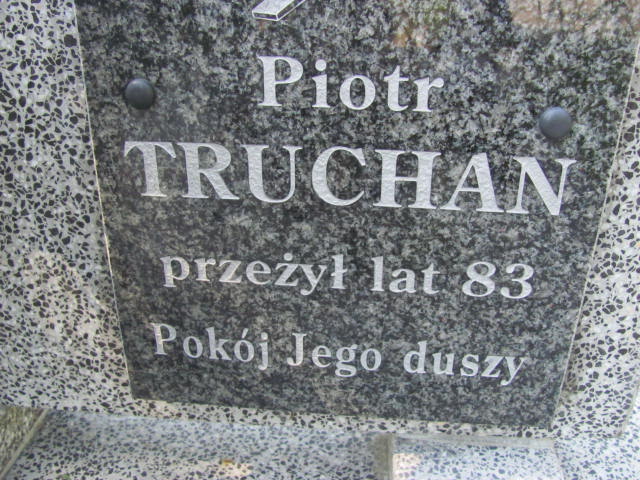 Piotr
TRUCHAN
przeżył lat 83
Pokój Jego duszy